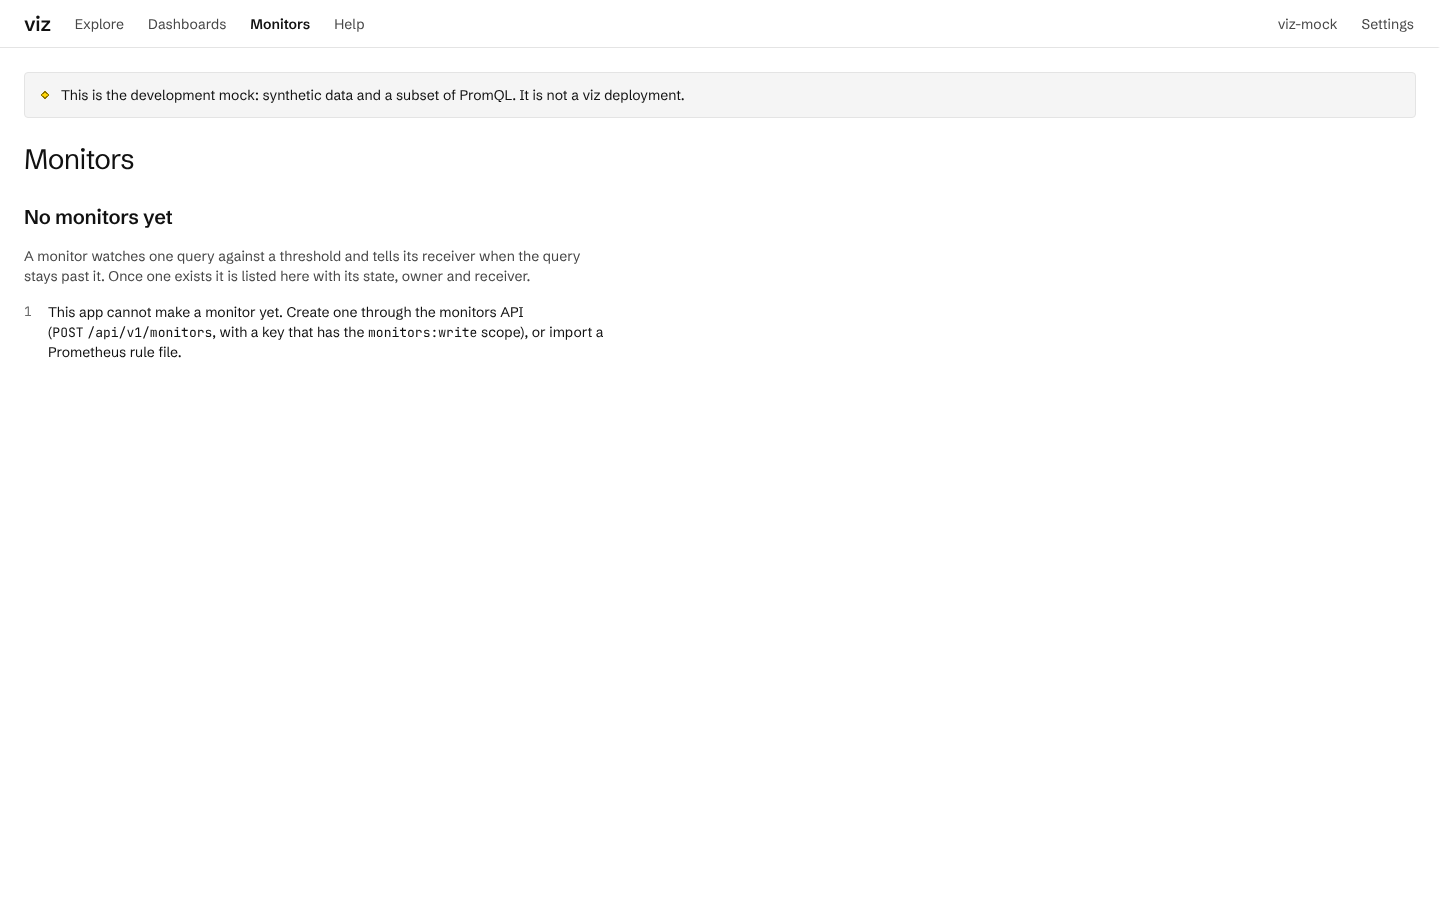 viz Explore Dashboards Monitors Help viz-mock Settings
This is the development mock: synthetic data and a subset of PromQL. It is not a viz deployment.
Monitors
No monitors yet
A monitor watches one query against a threshold and tells its receiver when the query
stays past it. Once one exists it is listed here with its state, owner and receiver.
1 This app cannot make a monitor yet. Create one through the monitors API
(POST /api/v1/monitors, with a key that has the monitors:write scope), or import a
Prometheus rule file.